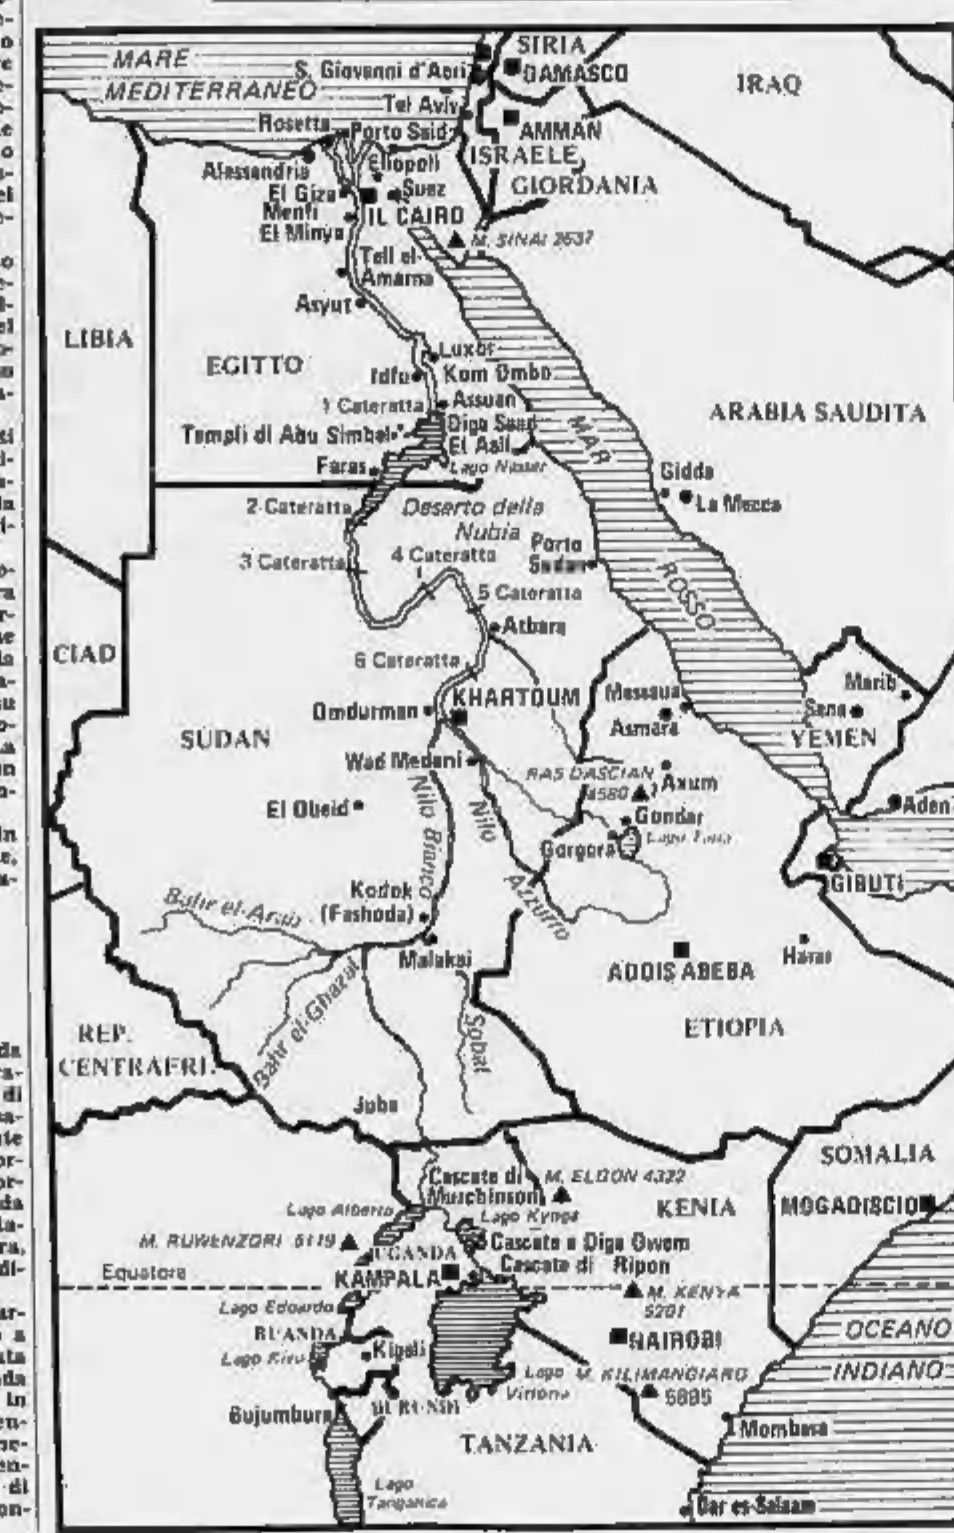 MARE
MEDITERRANEO
SIRIA
DAMASCO
IRAQ
S. Giovanni d'Acri
Tel Aviv
Rosetta
Porto Said
AMMAN
ISRAELE
GIORDANIA
Alessandria
Eliopoli
El Giza
Suez
Menfi
IL CAIRO
El Minya
M. SINAI 2637
Tell el-
Amarna
Asyut
LIBIA
EGITTO
Luxor
Idfu
Kom Ombo
1 Cateratta
Assuan
ARABIA SAUDITA
Templi di Abu Simbel
Diga Saad
El Aali
Faras
Lago Nasser
MAR
ROSSO
Gidda
La Mecca
2 Cateratta
Deserto della
Nubia
3 Cateratta
4 Cateratta
Porto
Sudan
5 Cateratta
Atbara
CIAD
6 Cateratta
KHARTOUM
Omdurman
Massaua
Asmara
Marib
Sana
YEMEN
SUDAN
Wad Medani
RAS DASCIAN
4580
Axum
El Obeid
Nilo Bianco
Nilo
Azzurro
Gondar
Lago Tana
Gorgora
Aden
GIBUTI
Kodok
(Fashoda)
Bahr el-Arab
Malakai
Bahr el-Ghazal
Sobat
ADDIS ABEBA
Harar
ETIOPIA
REP.
CENTRAFRI.
Juba
SOMALIA
Cascate di
Murchinson
M. ELGON 4322
KENIA
MOGADISCIO
Lago Alberto
Lago Kyoga
M. RUWENZORI 5119
UGANDA
Cascate e Diga Owem
Cascate di Ripon
Equatore
KAMPALA
M. KENYA
5201
Lago Edoardo
RUANDA
NAIROBI
OCEANO
INDIANO
Lago Kivu
Kigali
Lago
Vittoria
M. KILIMANGIARO
5895
Bujumbura
BURUNDI
Mombasa
TANZANIA
Lago
Tanganica
Dar es-Salaam